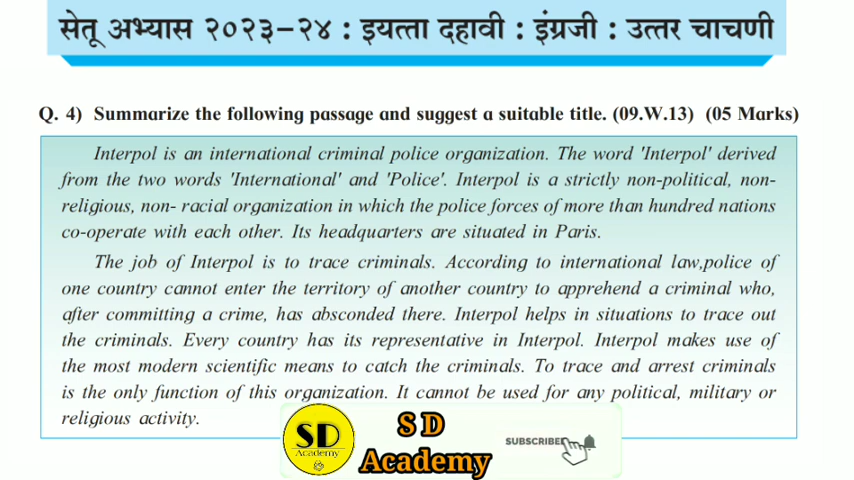 सेतू अभ्यास २०२३-२४ : इयत्ता दहावी : इंग्रजी : उत्तर चाचणी
Q. 4) Summarize the following passage and suggest a suitable title. (09.W.13) (05 Marks)
Interpol is an international criminal police organization. The word 'Interpol' derived
from the two words 'International' and 'Police'. Interpol is a strictly non-political, non-
religious, non- racial organization in which the police forces of more than hundred nations
co-operate with each other. Its headquarters are situated in Paris.
The job of Interpol is to trace criminals. According to international law,police of
one country cannot enter the territory of another country to apprehend a criminal who,
after committing a crime, has absconded there. Interpol helps in situations to trace out
the criminals. Every country has its representative in Interpol. Interpol makes use of
the most modern scientific means to catch the criminals. To trace and arrest criminals
is the only function of this organization. It cannot be used for any political, military or
religious activity.
SD
Academy
S D
Academy
SUBSCRIBE